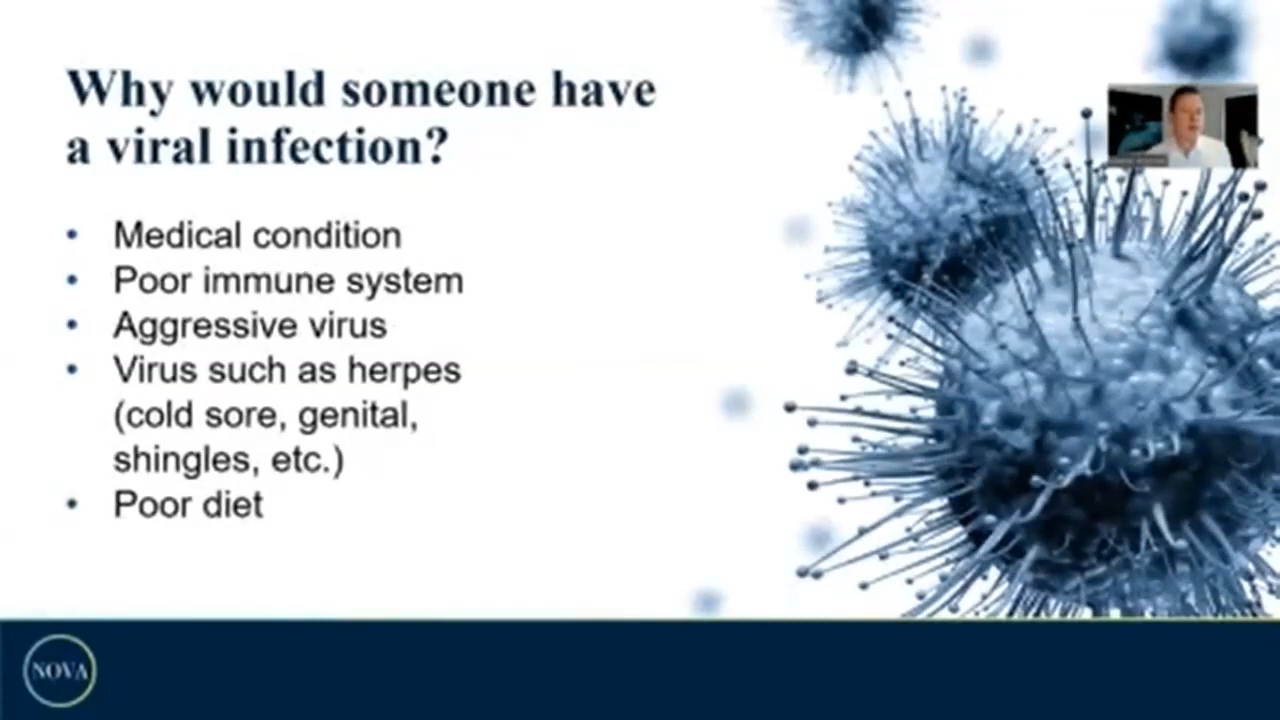 Why would someone have
a viral infection?
• Medical condition
• Poor immune system
• Aggressive virus
• Virus such as herpes
(cold sore, genital,
shingles, etc.)
• Poor diet
NOVA